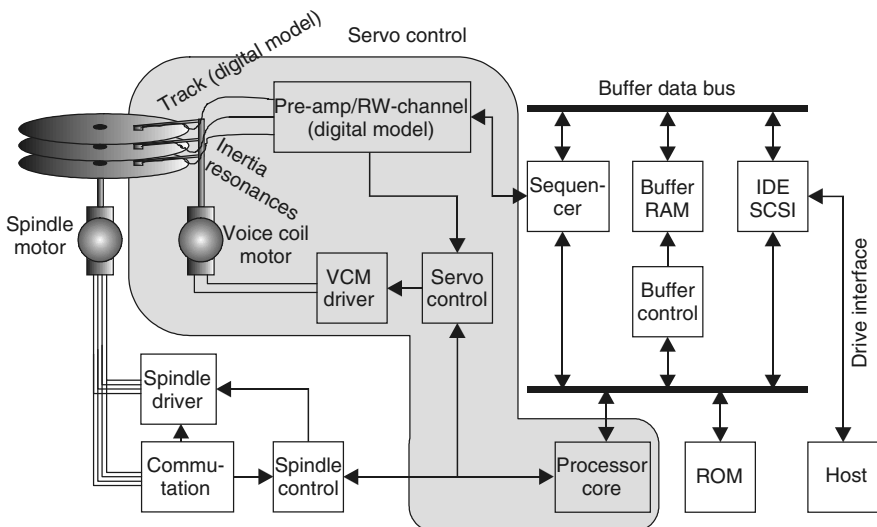 Servo control
Track (digital model)
Pre-amp/RW-channel
(digital model)
Buffer data bus
Inertia
resonances
Sequen-
cer
Buffer
RAM
IDE
SCSI
Spindle
motor
Voice coil
motor
VCM
driver
Servo
control
Buffer
control
Drive interface
Spindle
driver
Commu-
tation
Spindle
control
Processor
core
ROM
Host